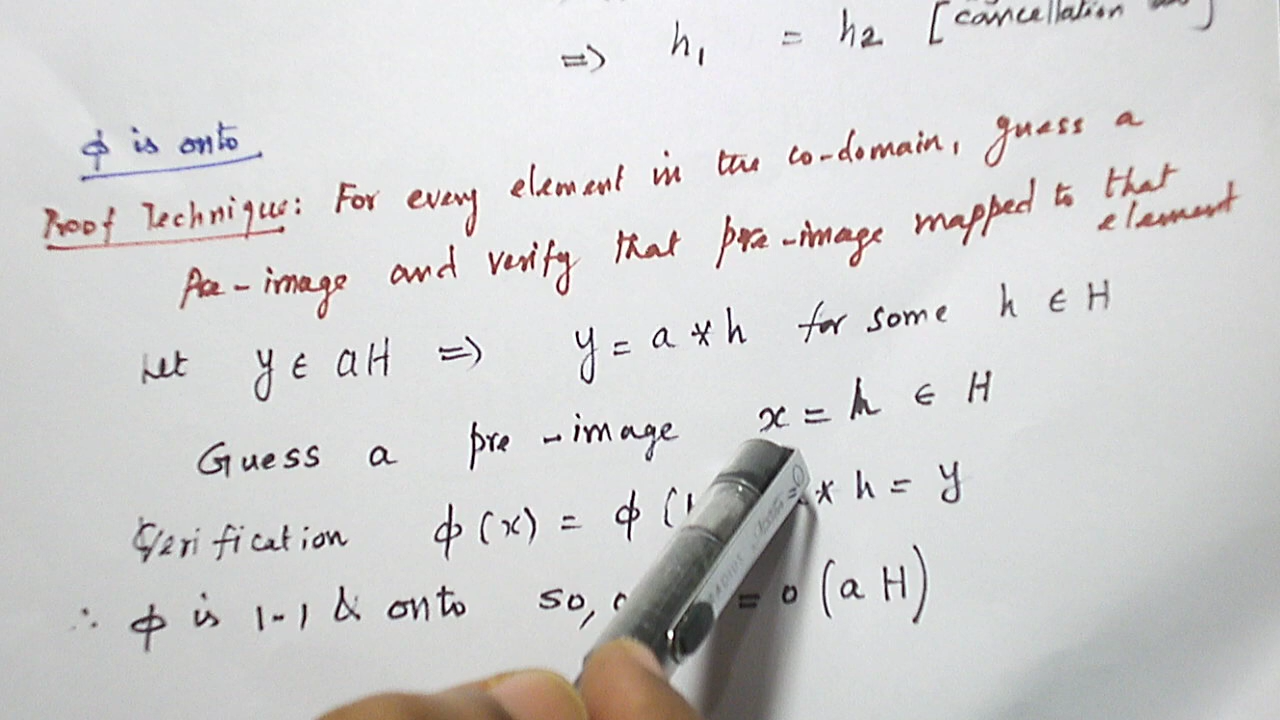 => h₁ = h₂ [cancellation ]
ϕ is onto
Proof Technique: For every element in the co-domain, guess a
Pre-image and verify that pre-image mapped to that
element
Let y ∈ aH => y = a * h for some h ∈ H
Guess a pre-image x = h ∈ H
Verification ϕ(x) = ϕ( * h = y
∴ ϕ is 1-1 & onto so, = o(aH)